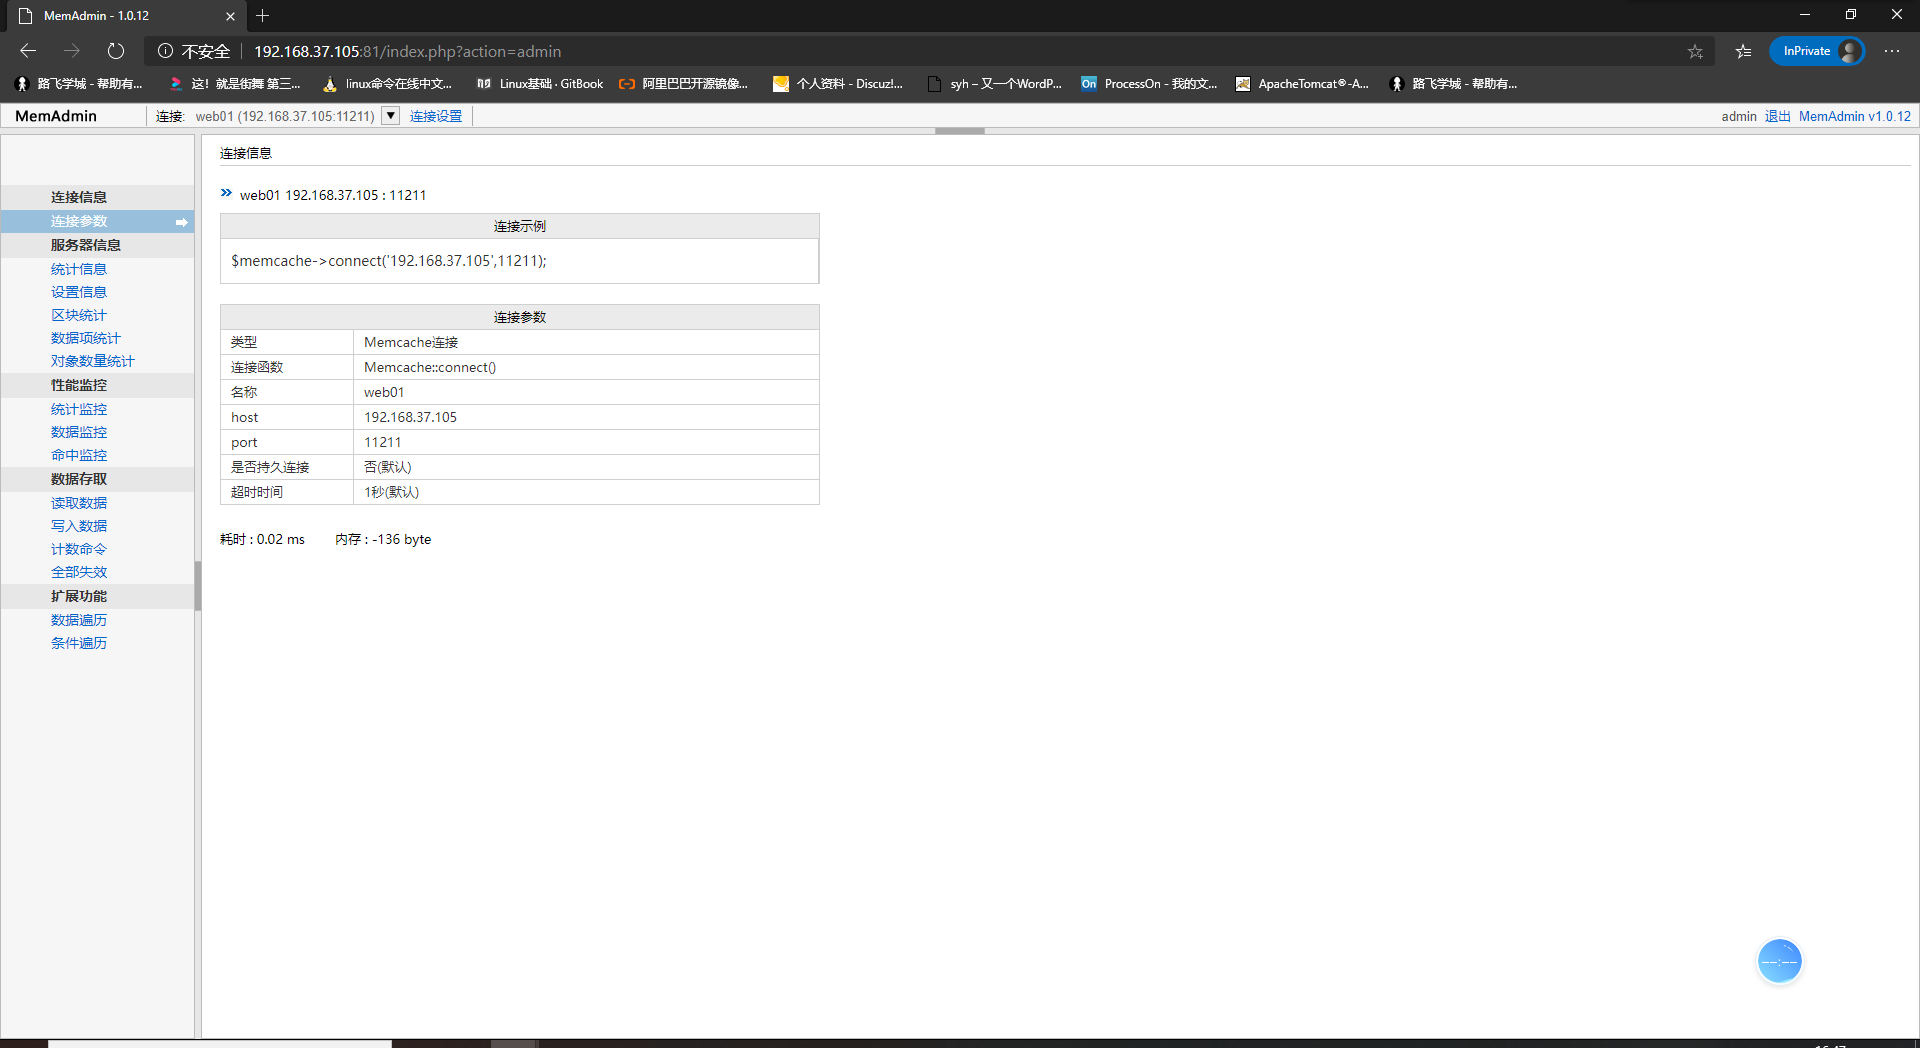 MemAdmin - 1.0.12
不安全 192.168.37.105:81/index.php?action=admin
InPrivate
路飞学城 - 帮助有... 这！就是街舞 第三... linux命令在线中文... Linux基础 · GitBook 阿里巴巴开源镜像... 个人资料 - Discuz!... syh – 又一个WordP... On ProcessOn - 我的文... ApacheTomcat®-A... 路飞学城 - 帮助有...
MemAdmin 连接: web01 (192.168.37.105:11211) 连接设置 admin 退出 MemAdmin v1.0.12
连接信息
连接参数
服务器信息
统计信息
设置信息
区块统计
数据项统计
对象数量统计
性能监控
统计监控
数据监控
命中监控
数据存取
读取数据
写入数据
计数命令
全部失效
扩展功能
数据遍历
条件遍历
连接信息
» web01 192.168.37.105 : 11211
连接示例
$memcache->connect('192.168.37.105',11211);
连接参数
类型 Memcache连接
连接函数 Memcache::connect()
名称 web01
host 192.168.37.105
port 11211
是否持久连接 否(默认)
超时时间 1秒(默认)
耗时 : 0.02 ms 内存 : -136 byte
--:--